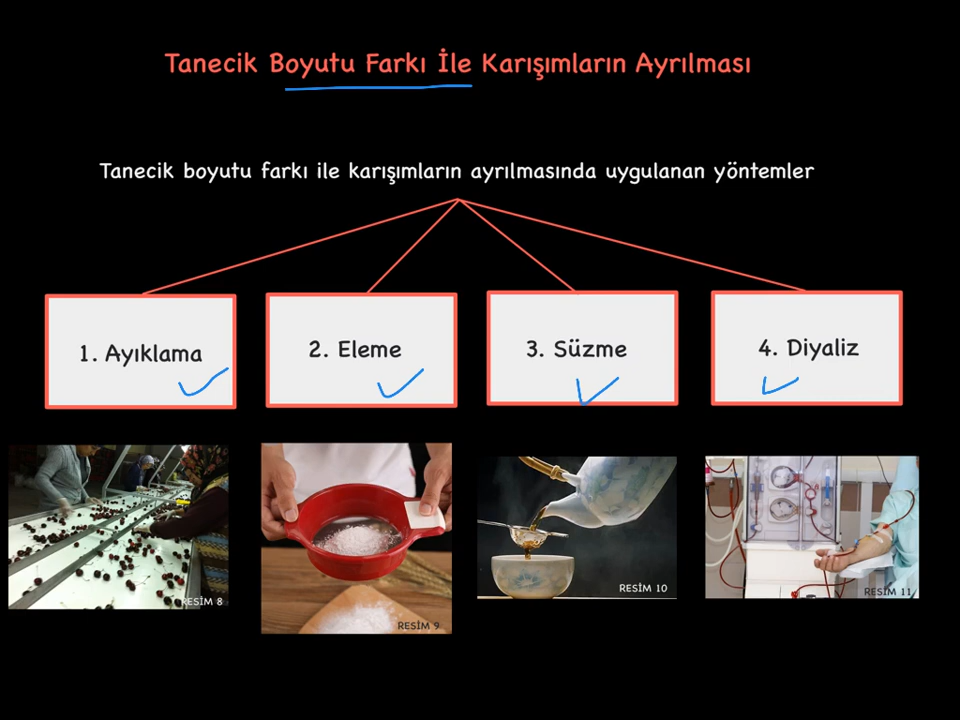 Tanecik Boyutu Farkı İle Karışımların Ayrılması
Tanecik boyutu farkı ile karışımların ayrılmasında uygulanan yöntemler
1. Ayıklama
2. Eleme
3. Süzme
4. Diyaliz
RESİM 8
RESİM 9
RESİM 10
RESİM 11